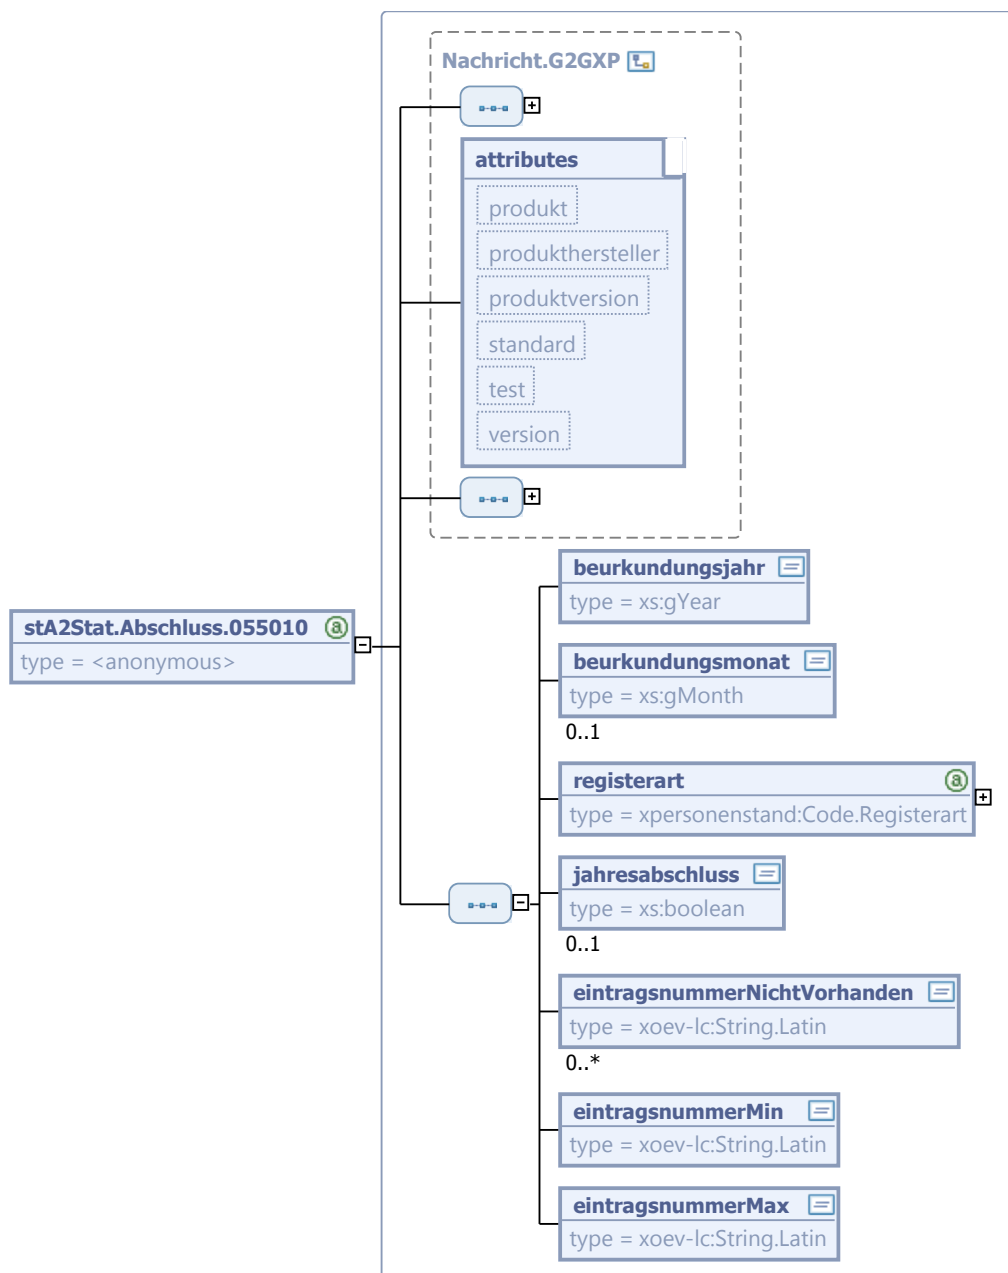 Nachricht.G2GXP
attributes
produkt
produkthersteller
produktversion
standard
test
version
stA2Stat.Abschluss.055010
type = <anonymous>
beurkundungsjahr
type = xs:gYear
beurkundungsmonat
type = xs:gMonth
0..1
registerart
type = xpersonenstand:Code.Registerart
jahresabschluss
type = xs:boolean
0..1
eintragsnummerNichtVorhanden
type = xoev-lc:String.Latin
0..*
eintragsnummerMin
type = xoev-lc:String.Latin
eintragsnummerMax
type = xoev-lc:String.Latin